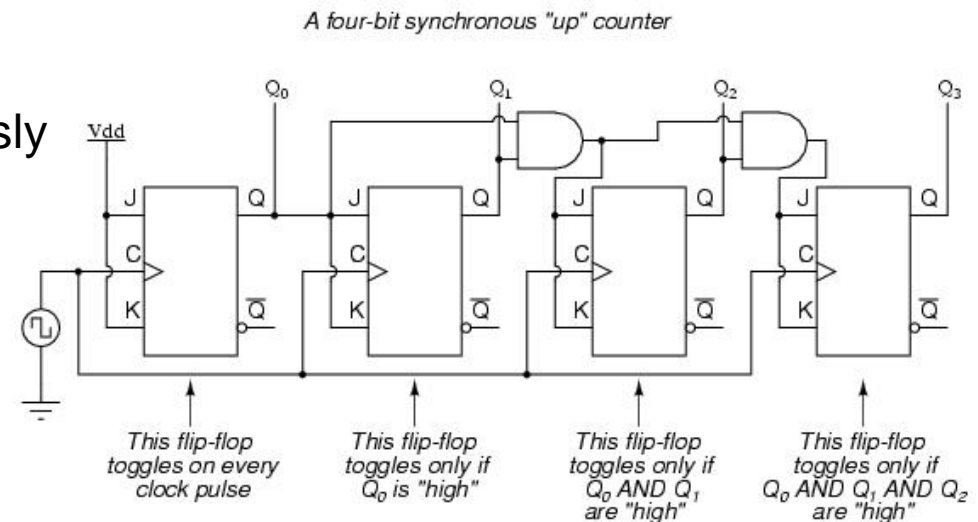 A four-bit synchronous "up" counter
sly
Q0 Q1 Q2 Q3
Vdd
J Q J Q J Q J Q
C C C C
K Q̅ K Q̅ K Q̅ K Q̅
This flip-flop
toggles on every
clock pulse
This flip-flop
toggles only if
Q0 is "high"
This flip-flop
toggles only if
Q0 AND Q1
are "high"
This flip-flop
toggles only if
Q0 AND Q1 AND Q2
are "high"